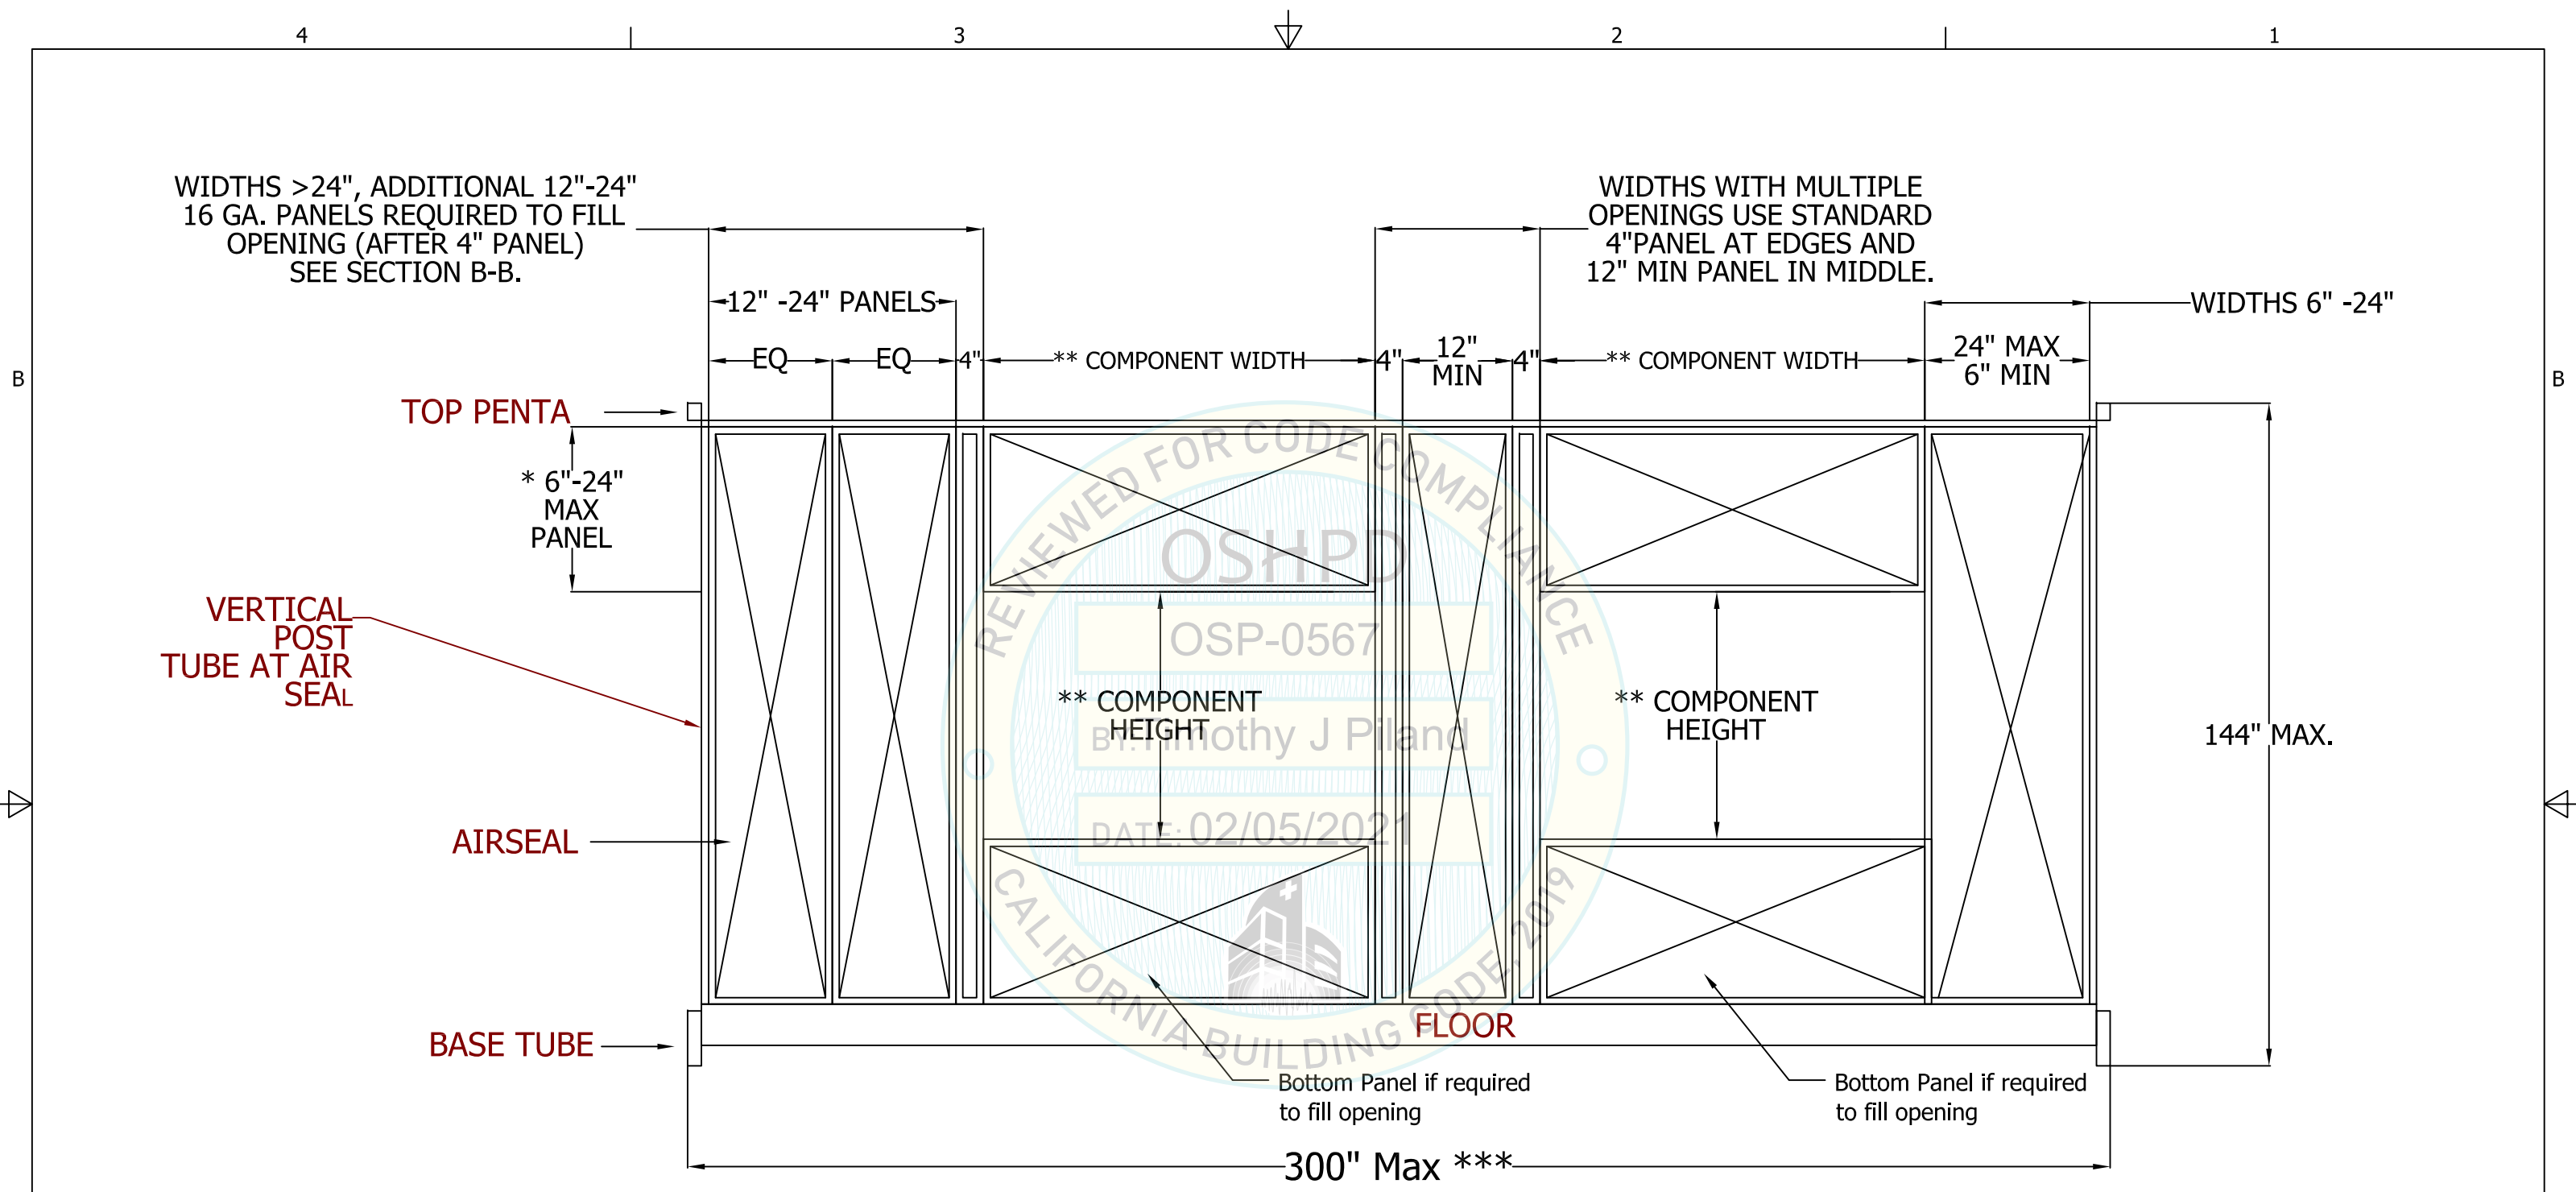 4
3
2
1
WIDTHS >24", ADDITIONAL 12"-24"
16 GA. PANELS REQUIRED TO FILL
OPENING (AFTER 4" PANEL)
SEE SECTION B-B.
WIDTHS WITH MULTIPLE
OPENINGS USE STANDARD
4"PANEL AT EDGES AND
12" MIN PANEL IN MIDDLE.
12" -24" PANELS
WIDTHS 6" -24"
EQ
EQ
4"
** COMPONENT WIDTH
4"
12"
MIN
4"
** COMPONENT WIDTH
24" MAX
6" MIN
B
B
TOP PENTA
* 6"-24"
MAX
PANEL
REVIEWED FOR CODE COMPLIANCE
OSHPD
OSP-0567
VERTICAL
POST
TUBE AT AIR
SEAL
** COMPONENT
HEIGHT
** COMPONENT
HEIGHT
BY: Timothy J Piland
144" MAX.
DATE: 02/05/2021
AIRSEAL
CALIFORNIA BUILDING CODE, 2019
BASE TUBE
FLOOR
Bottom Panel if required
to fill opening
Bottom Panel if required
to fill opening
300" Max ***